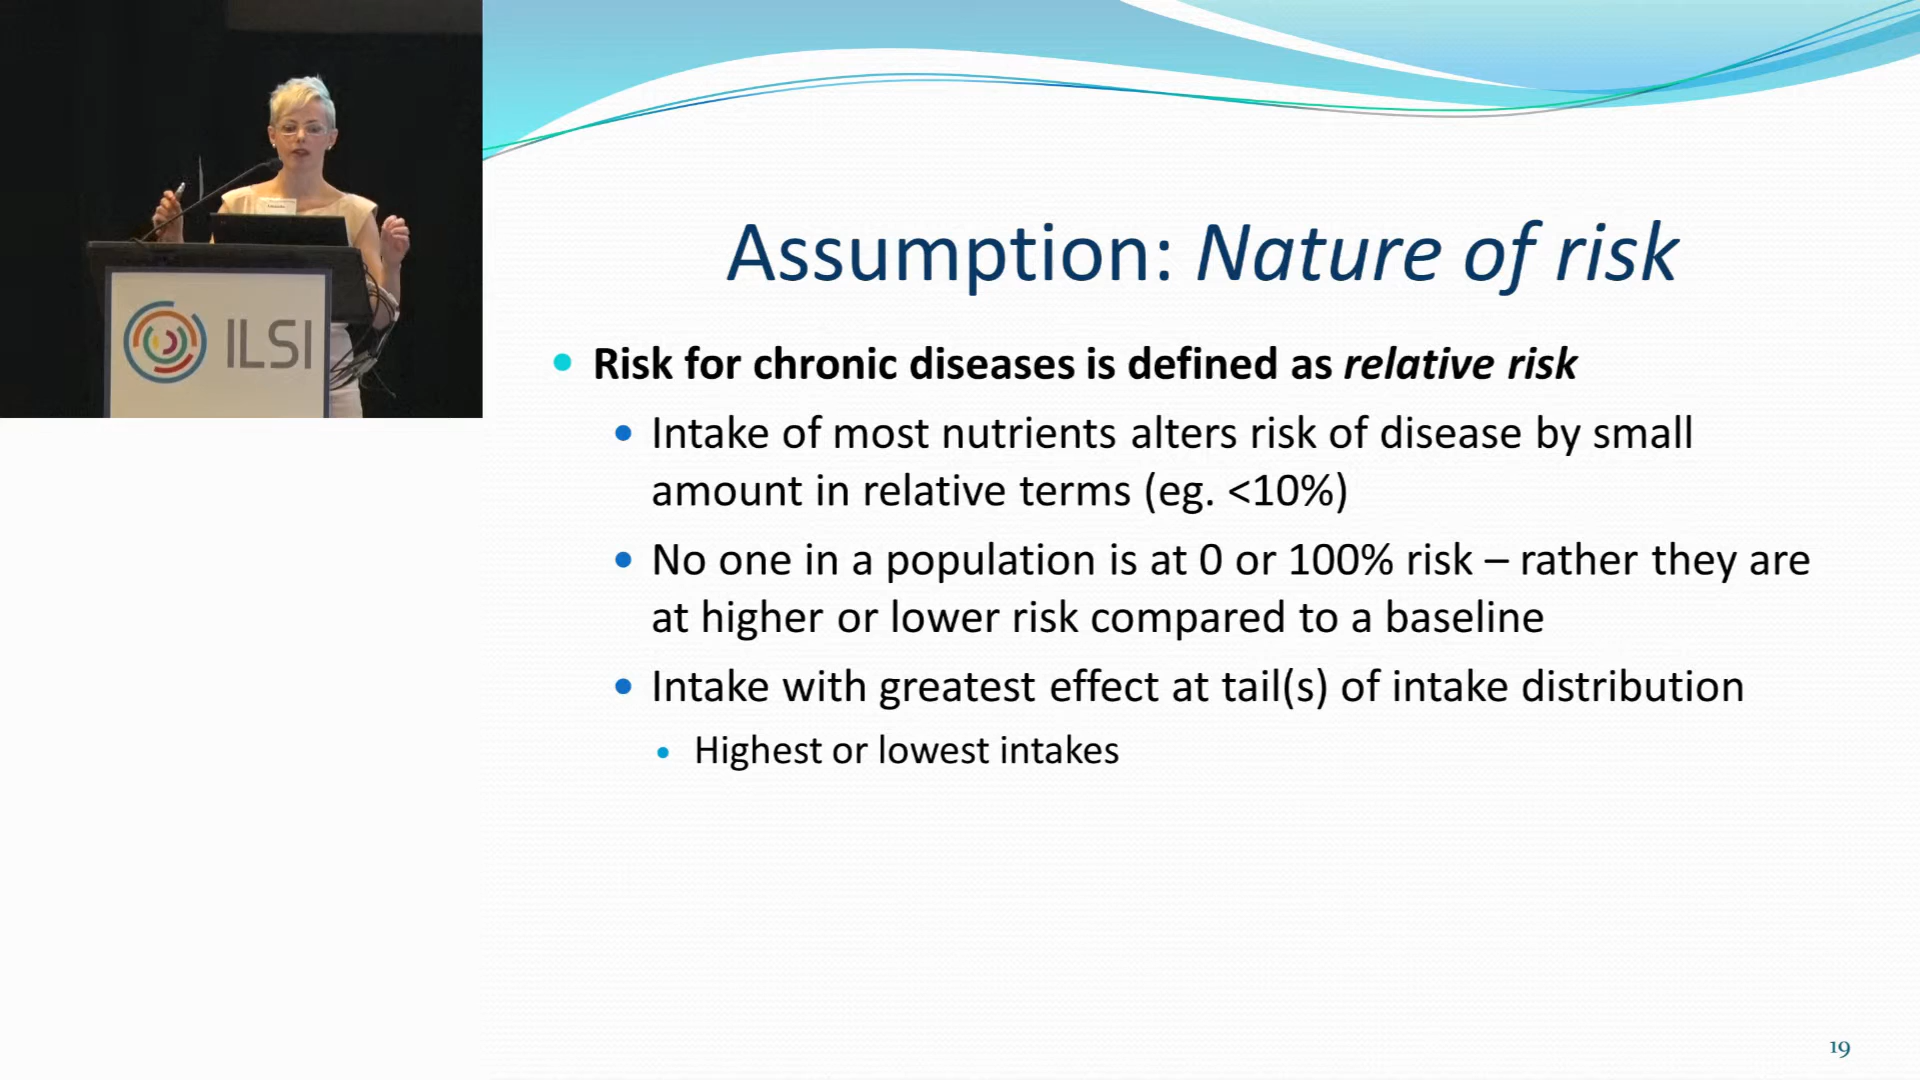 ILSI
Assumption: Nature of risk
Risk for chronic diseases is defined as relative risk
Intake of most nutrients alters risk of disease by small
amount in relative terms (eg. <10%)
No one in a population is at 0 or 100% risk – rather they are
at higher or lower risk compared to a baseline
Intake with greatest effect at tail(s) of intake distribution
Highest or lowest intakes
19